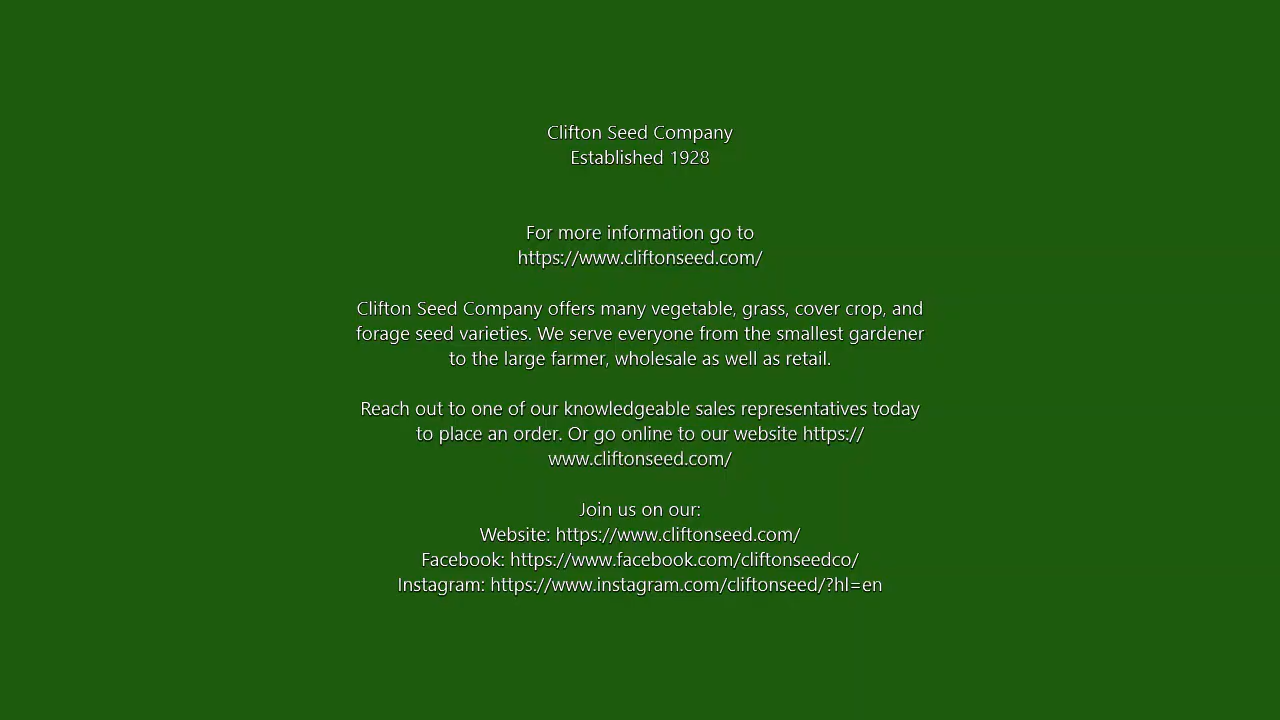 Clifton Seed Company
Established 1928
For more information go to
https://www.cliftonseed.com/
Clifton Seed Company offers many vegetable, grass, cover crop, and
forage seed varieties. We serve everyone from the smallest gardener
to the large farmer, wholesale as well as retail.
Reach out to one of our knowledgeable sales representatives today
to place an order. Or go online to our website https://
www.cliftonseed.com/
Join us on our:
Website: https://www.cliftonseed.com/
Facebook: https://www.facebook.com/cliftonseedco/
Instagram: https://www.instagram.com/cliftonseed/?hl=en